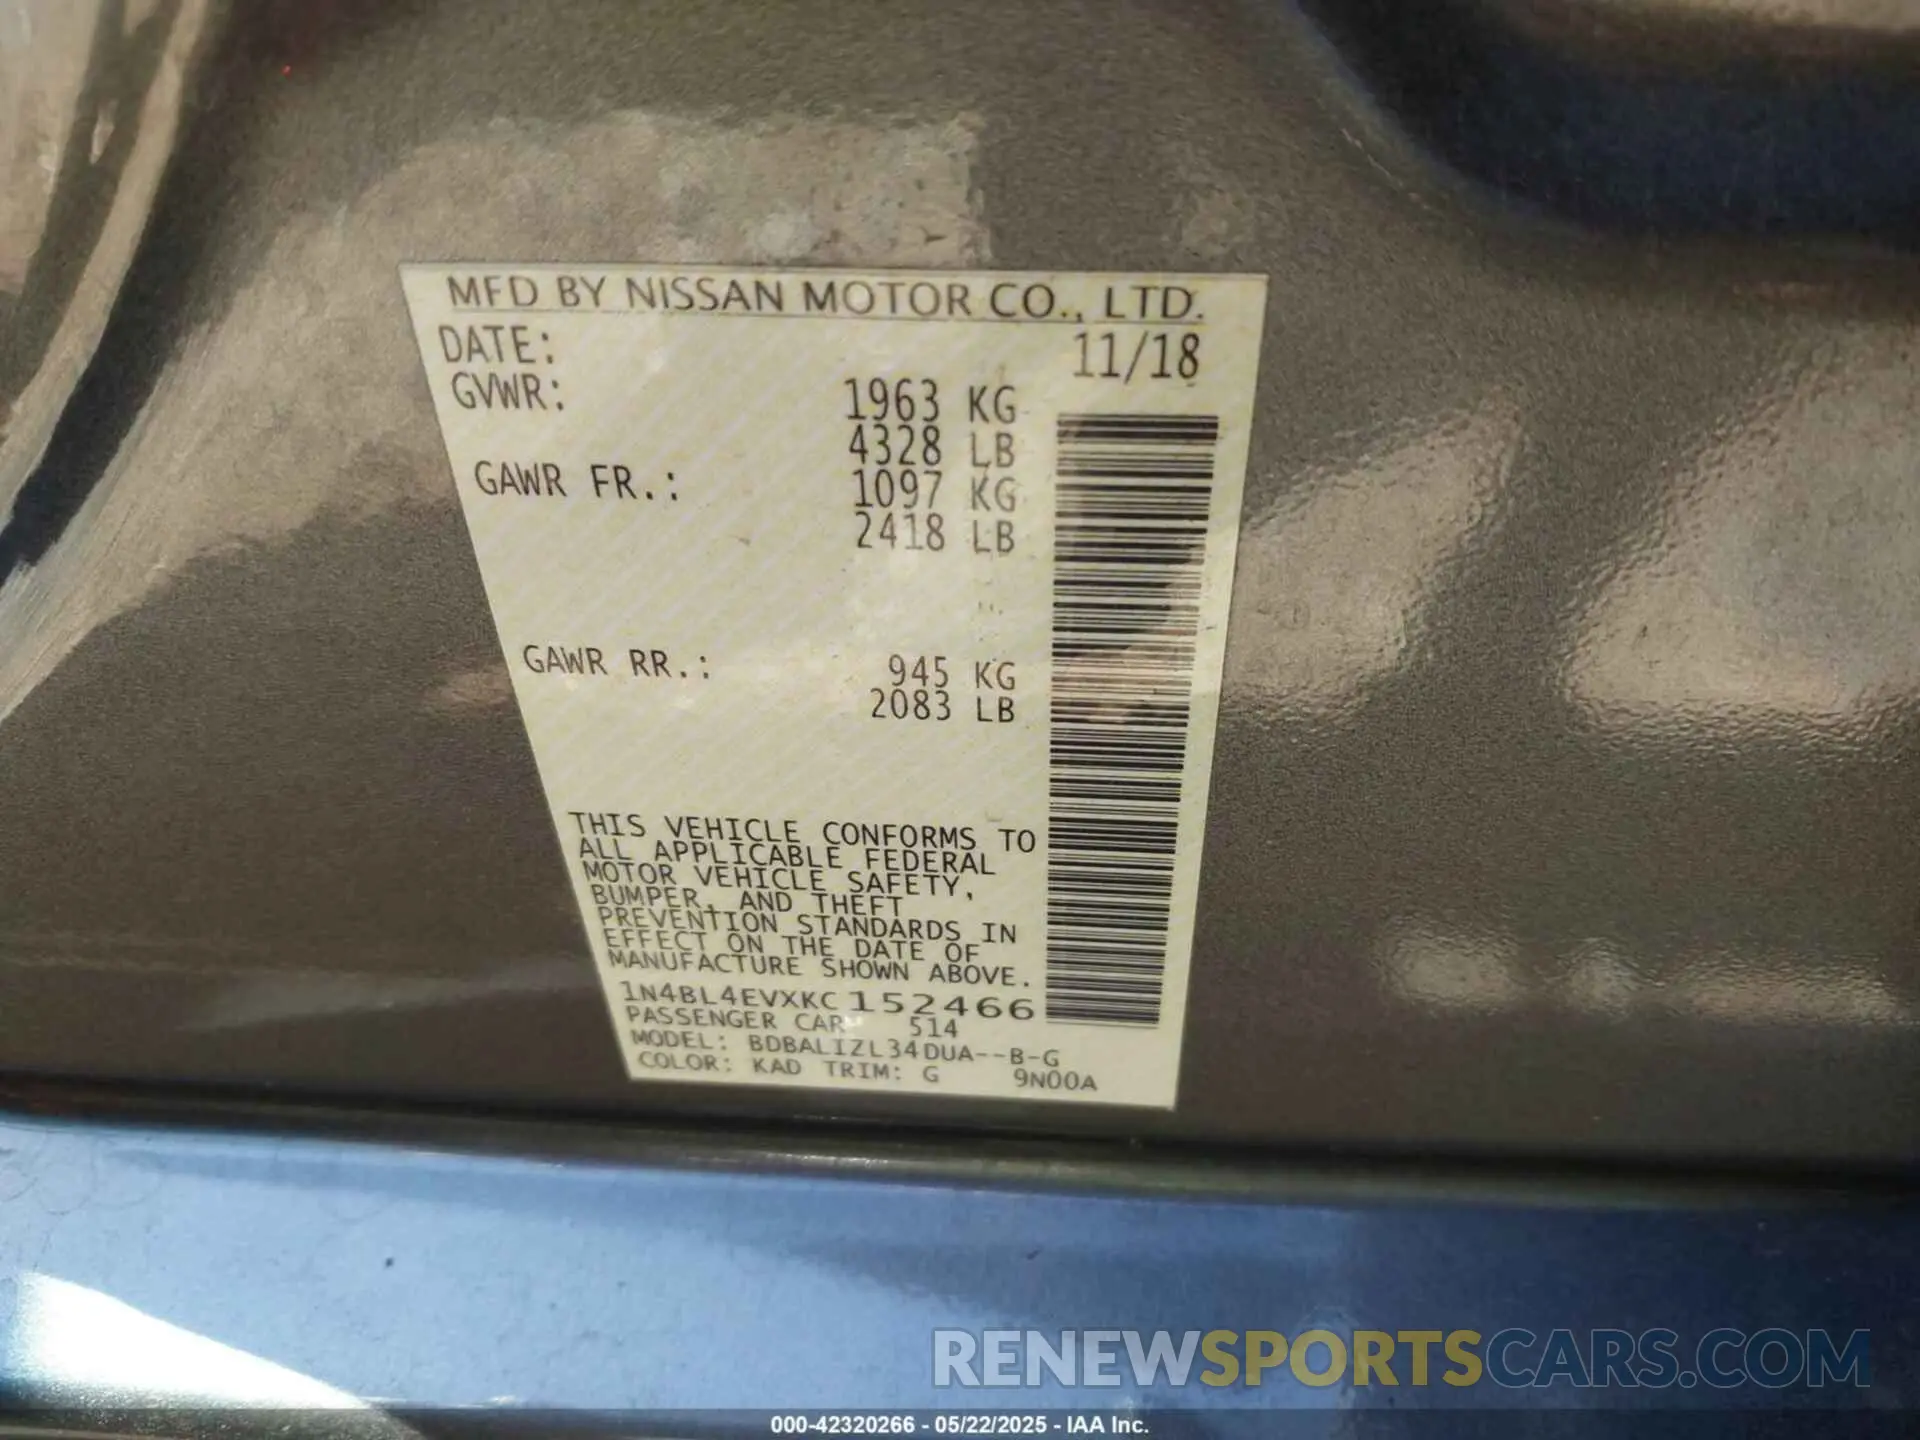 MFD BY NISSAN MOTOR CO., LTD.
DATE: 11/18
GVWR: 1963 KG
4328 LB
GAWR FR.: 1097 KG
2418 LB
GAWR RR.: 945 KG
2083 LB
THIS VEHICLE CONFORMS TO
ALL APPLICABLE FEDERAL
MOTOR VEHICLE SAFETY,
BUMPER, AND THEFT
PREVENTION STANDARDS IN
EFFECT ON THE DATE OF
MANUFACTURE SHOWN ABOVE.
1N4BL4EVXKC152466
PASSENGER CAR 514
MODEL: BDBALIZL34DUA--B-G
COLOR: KAD TRIM: G 9N00A
RENEWSPORTSCARS.COM
000-42320266 - 05/22/2025 - IAA Inc.